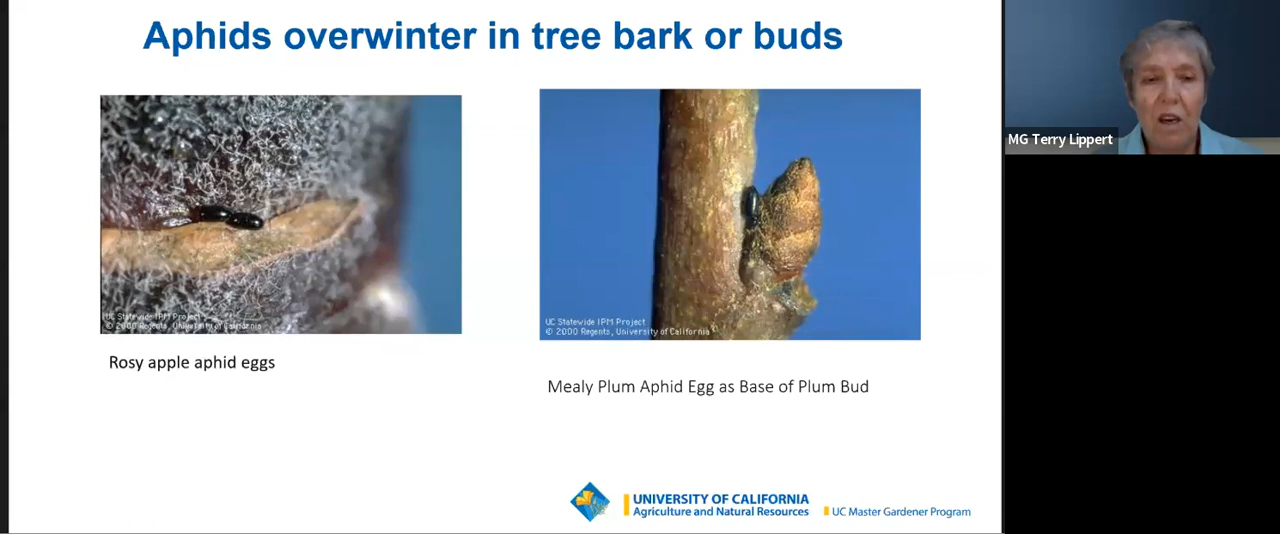 Aphids overwinter in tree bark or buds
MG Terry Lippert
UC Statewide IPM Project
© 2000 Regents, University of California
UC Statewide IPM Project
© 2000 Regents, University of California
Rosy apple aphid eggs
Mealy Plum Aphid Egg as Base of Plum Bud
UNIVERSITY OF CALIFORNIA
Agriculture and Natural Resources
UC Master Gardener Program